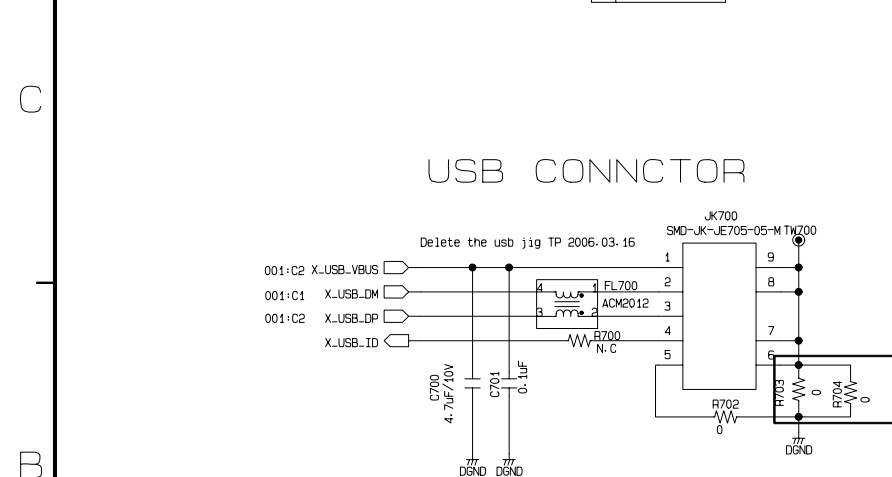 C
USB CONNCTOR
JK700
SMD-JK-JE705-05-M TW700
Delete the usb jig TP 2006.03.16
001:C2 X_USB_VBUS
001:C1 X_USB_DM
001:C2 X_USB_DP
X_USB_ID
4 1 FL700
3 2 ACM2012
R700
N.C
1
2
3
4
5
9
8
7
6
C700
4.7uF/10V
C701
0.1uF
R702
0
R703
0
R704
0
DGND
DGND
DGND
B